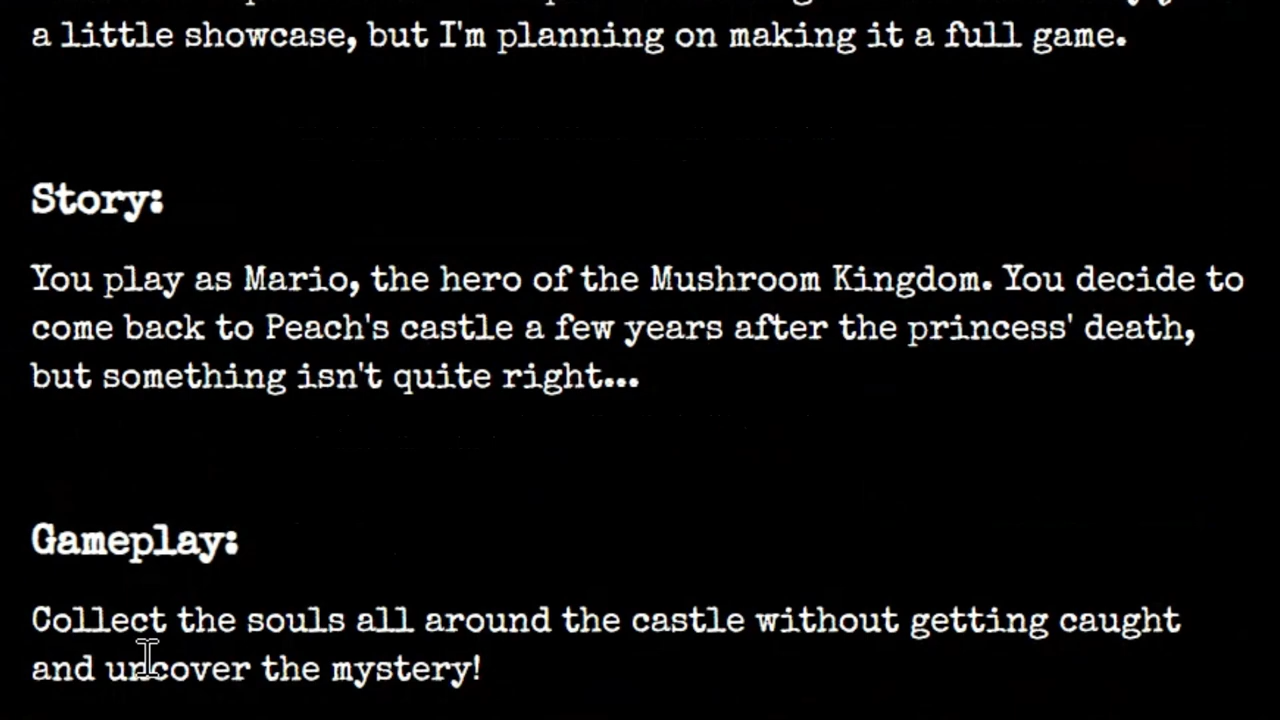 a little showcase, but I'm planning on making it a full game.
Story:
You play as Mario, the hero of the Mushroom Kingdom. You decide to
come back to Peach's castle a few years after the princess' death,
but something isn't quite right...
Gameplay:
Collect the souls all around the castle without getting caught
and uncover the mystery!